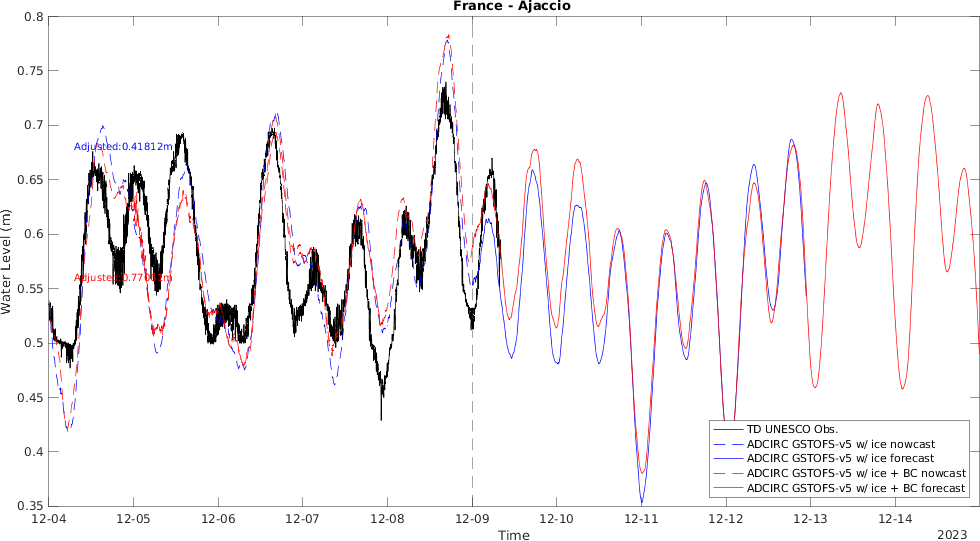 France - Ajaccio
0.8
0.75
0.7
0.65
0.6
0.55
0.5
0.45
0.4
0.35
Water Level (m)
Adjusted:0.41812m
12-04
12-05
12-06
12-07
12-08
12-09
12-10
12-11
12-12
12-13
12-14
Time
2023
TD UNESCO Obs.
ADCIRC GSTOFS-v5 w/ ice nowcast
ADCIRC GSTOFS-v5 w/ ice forecast
ADCIRC GSTOFS-v5 w/ ice + BC nowcast
ADCIRC GSTOFS-v5 w/ ice + BC forecast